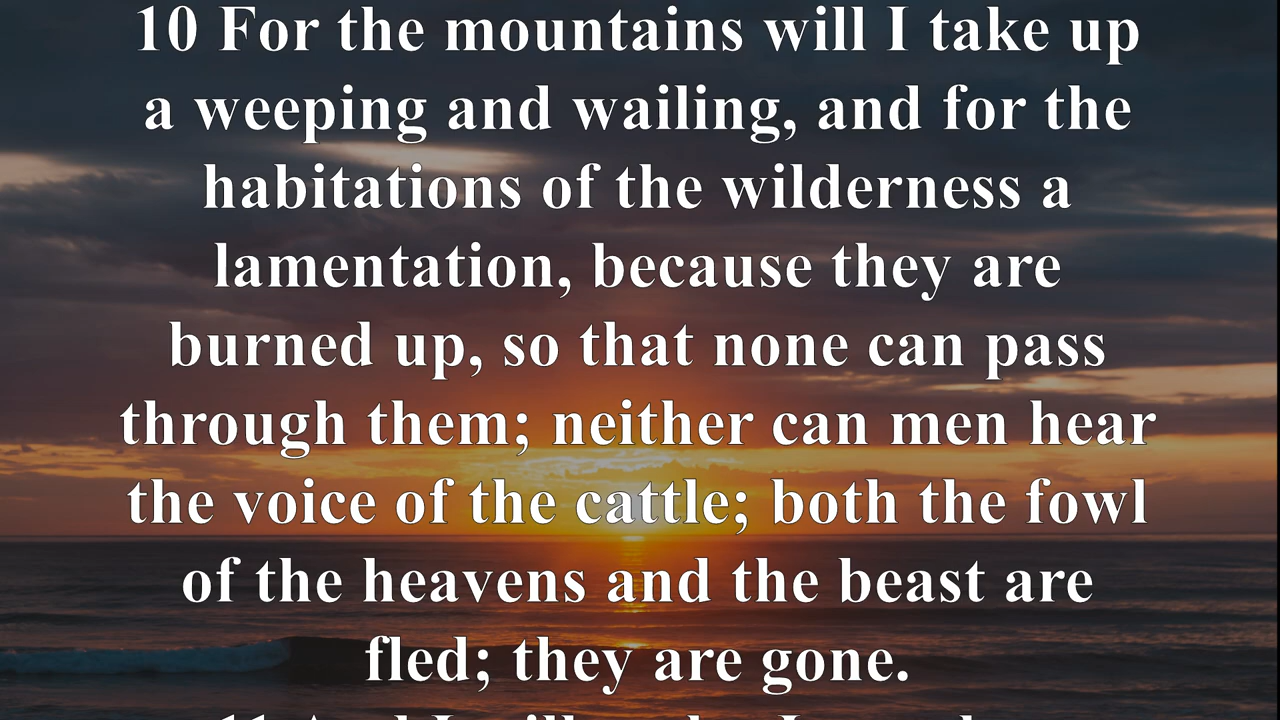 10 For the mountains will I take up
a weeping and wailing, and for the
habitations of the wilderness a
lamentation, because they are
burned up, so that none can pass
through them; neither can men hear
the voice of the cattle; both the fowl
of the heavens and the beast are
fled; they are gone.